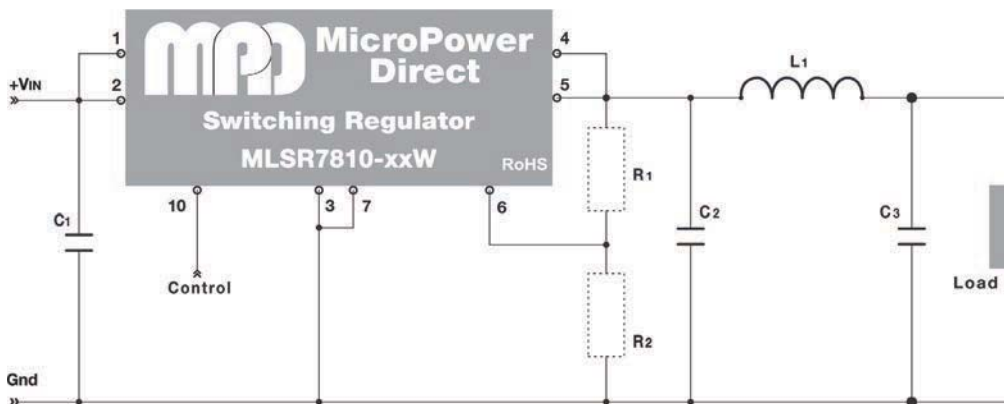 1
MPD
MicroPower
Direct
4
+VIN
2
5
L1
Switching Regulator
MLSR7810-xxW
RoHS
R1
10
3
7
6
C1
C2
C3
Control
Load
R2
Gnd